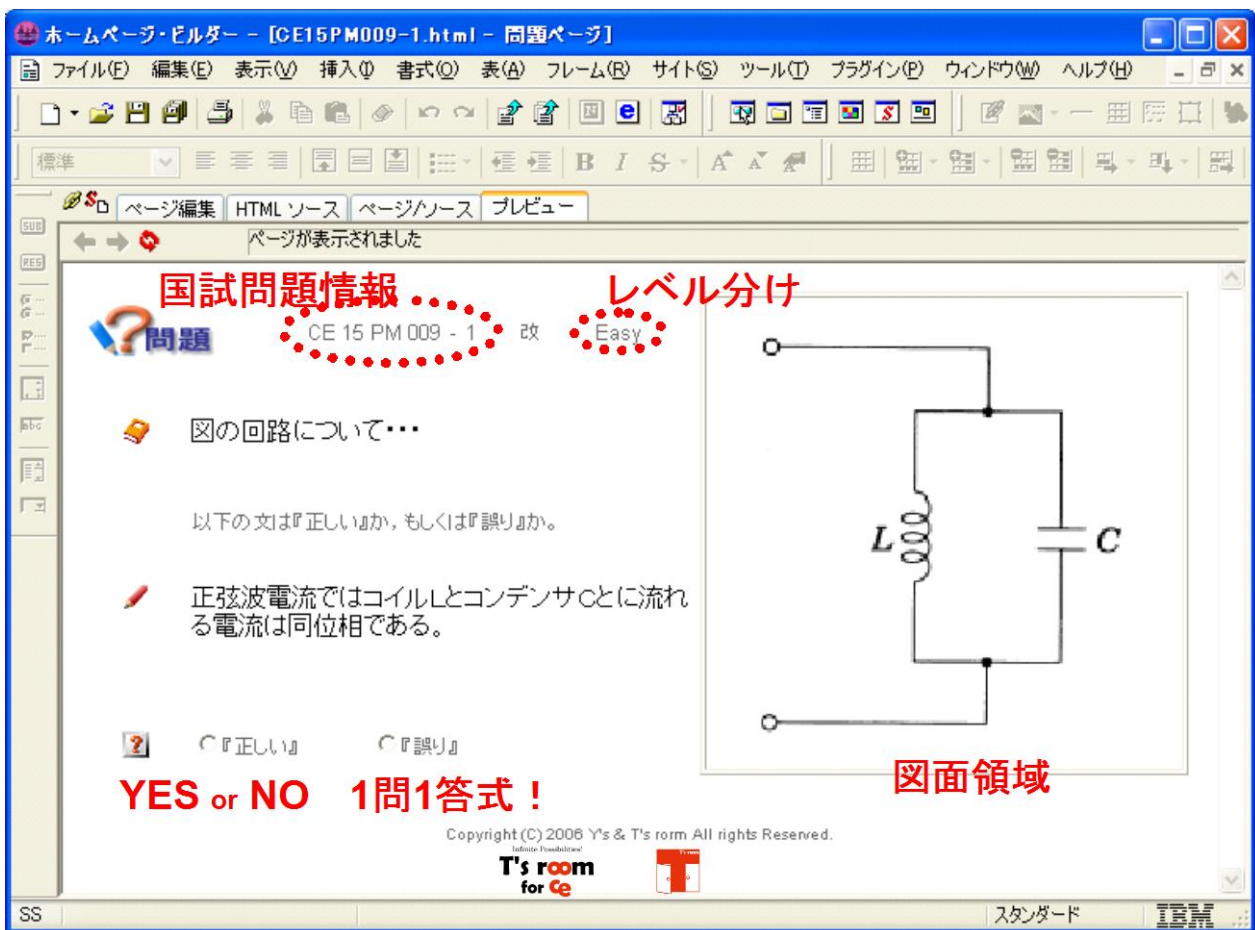 ホームページ・ビルダー - [CE15PM009-1.html - 問題ページ]
ファイル(F) 編集(E) 表示(V) 挿入(I) 書式(O) 表(A) フレーム(R) サイト(S) ツール(T) プラグイン(P) ウィンドウ(W) ヘルプ(H)
標準
ページ編集 HTML ソース ページ/ソース プレビュー
ページが表示されました
SUB
RES
abc
国試問題情報 レベル分け
問題 CE 15 PM 009 - 1 改 Easy
図の回路について・・・
以下の文は『正しい』か，もしくは『誤り』か。
正弦波電流ではコイルLとコンデンサCとに流れ
る電流は同位相である。
L C
『正しい』 『誤り』
YES or NO 1問1答式！
図面領域
Copyright (C) 2006 Y's & T's rorm All rights Reserved.
Infinite Possibilities!
T's room
for Ce
SS スタンダード IBM